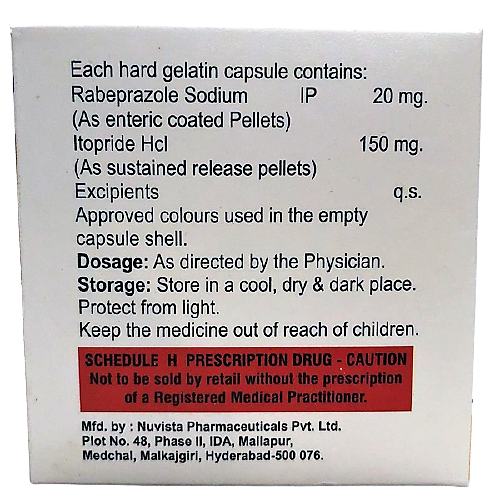 Each hard gelatin capsule contains:
Rabeprazole Sodium IP 20 mg.
(As enteric coated Pellets)
Itopride Hcl 150 mg.
(As sustained release pellets)
Excipients q.s.
Approved colours used in the empty
capsule shell.
Dosage: As directed by the Physician.
Storage: Store in a cool, dry & dark place.
Protect from light.
Keep the medicine out of reach of children.
SCHEDULE H PRESCRIPTION DRUG - CAUTION
Not to be sold by retail without the prescription
of a Registered Medical Practitioner.
Mfd. by : Nuvista Pharmaceuticals Pvt. Ltd.
Plot No. 48, Phase II, IDA, Mallapur,
Medchal, Malkajgiri, Hyderabad-500 076.